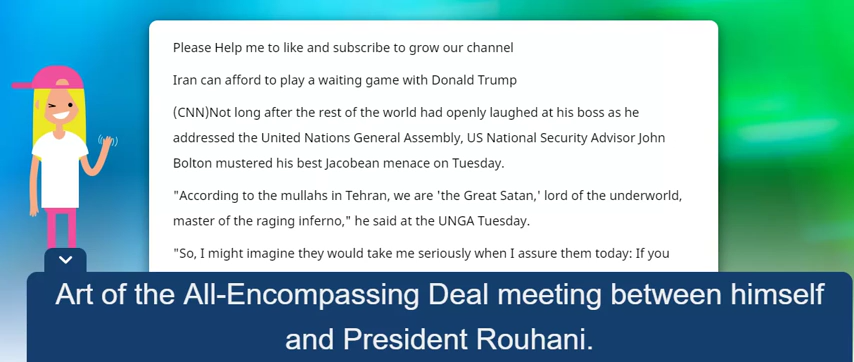 Please Help me to like and subscribe to grow our channel
Iran can afford to play a waiting game with Donald Trump
(CNN)Not long after the rest of the world had openly laughed at his boss as he
addressed the United Nations General Assembly, US National Security Advisor John
Bolton mustered his best Jacobean menace on Tuesday.
"According to the mullahs in Tehran, we are 'the Great Satan,' lord of the underworld,
master of the raging inferno," he said at the UNGA Tuesday.
"So, I might imagine they would take me seriously when I assure them today: If you
Art of the All-Encompassing Deal meeting between himself
and President Rouhani.